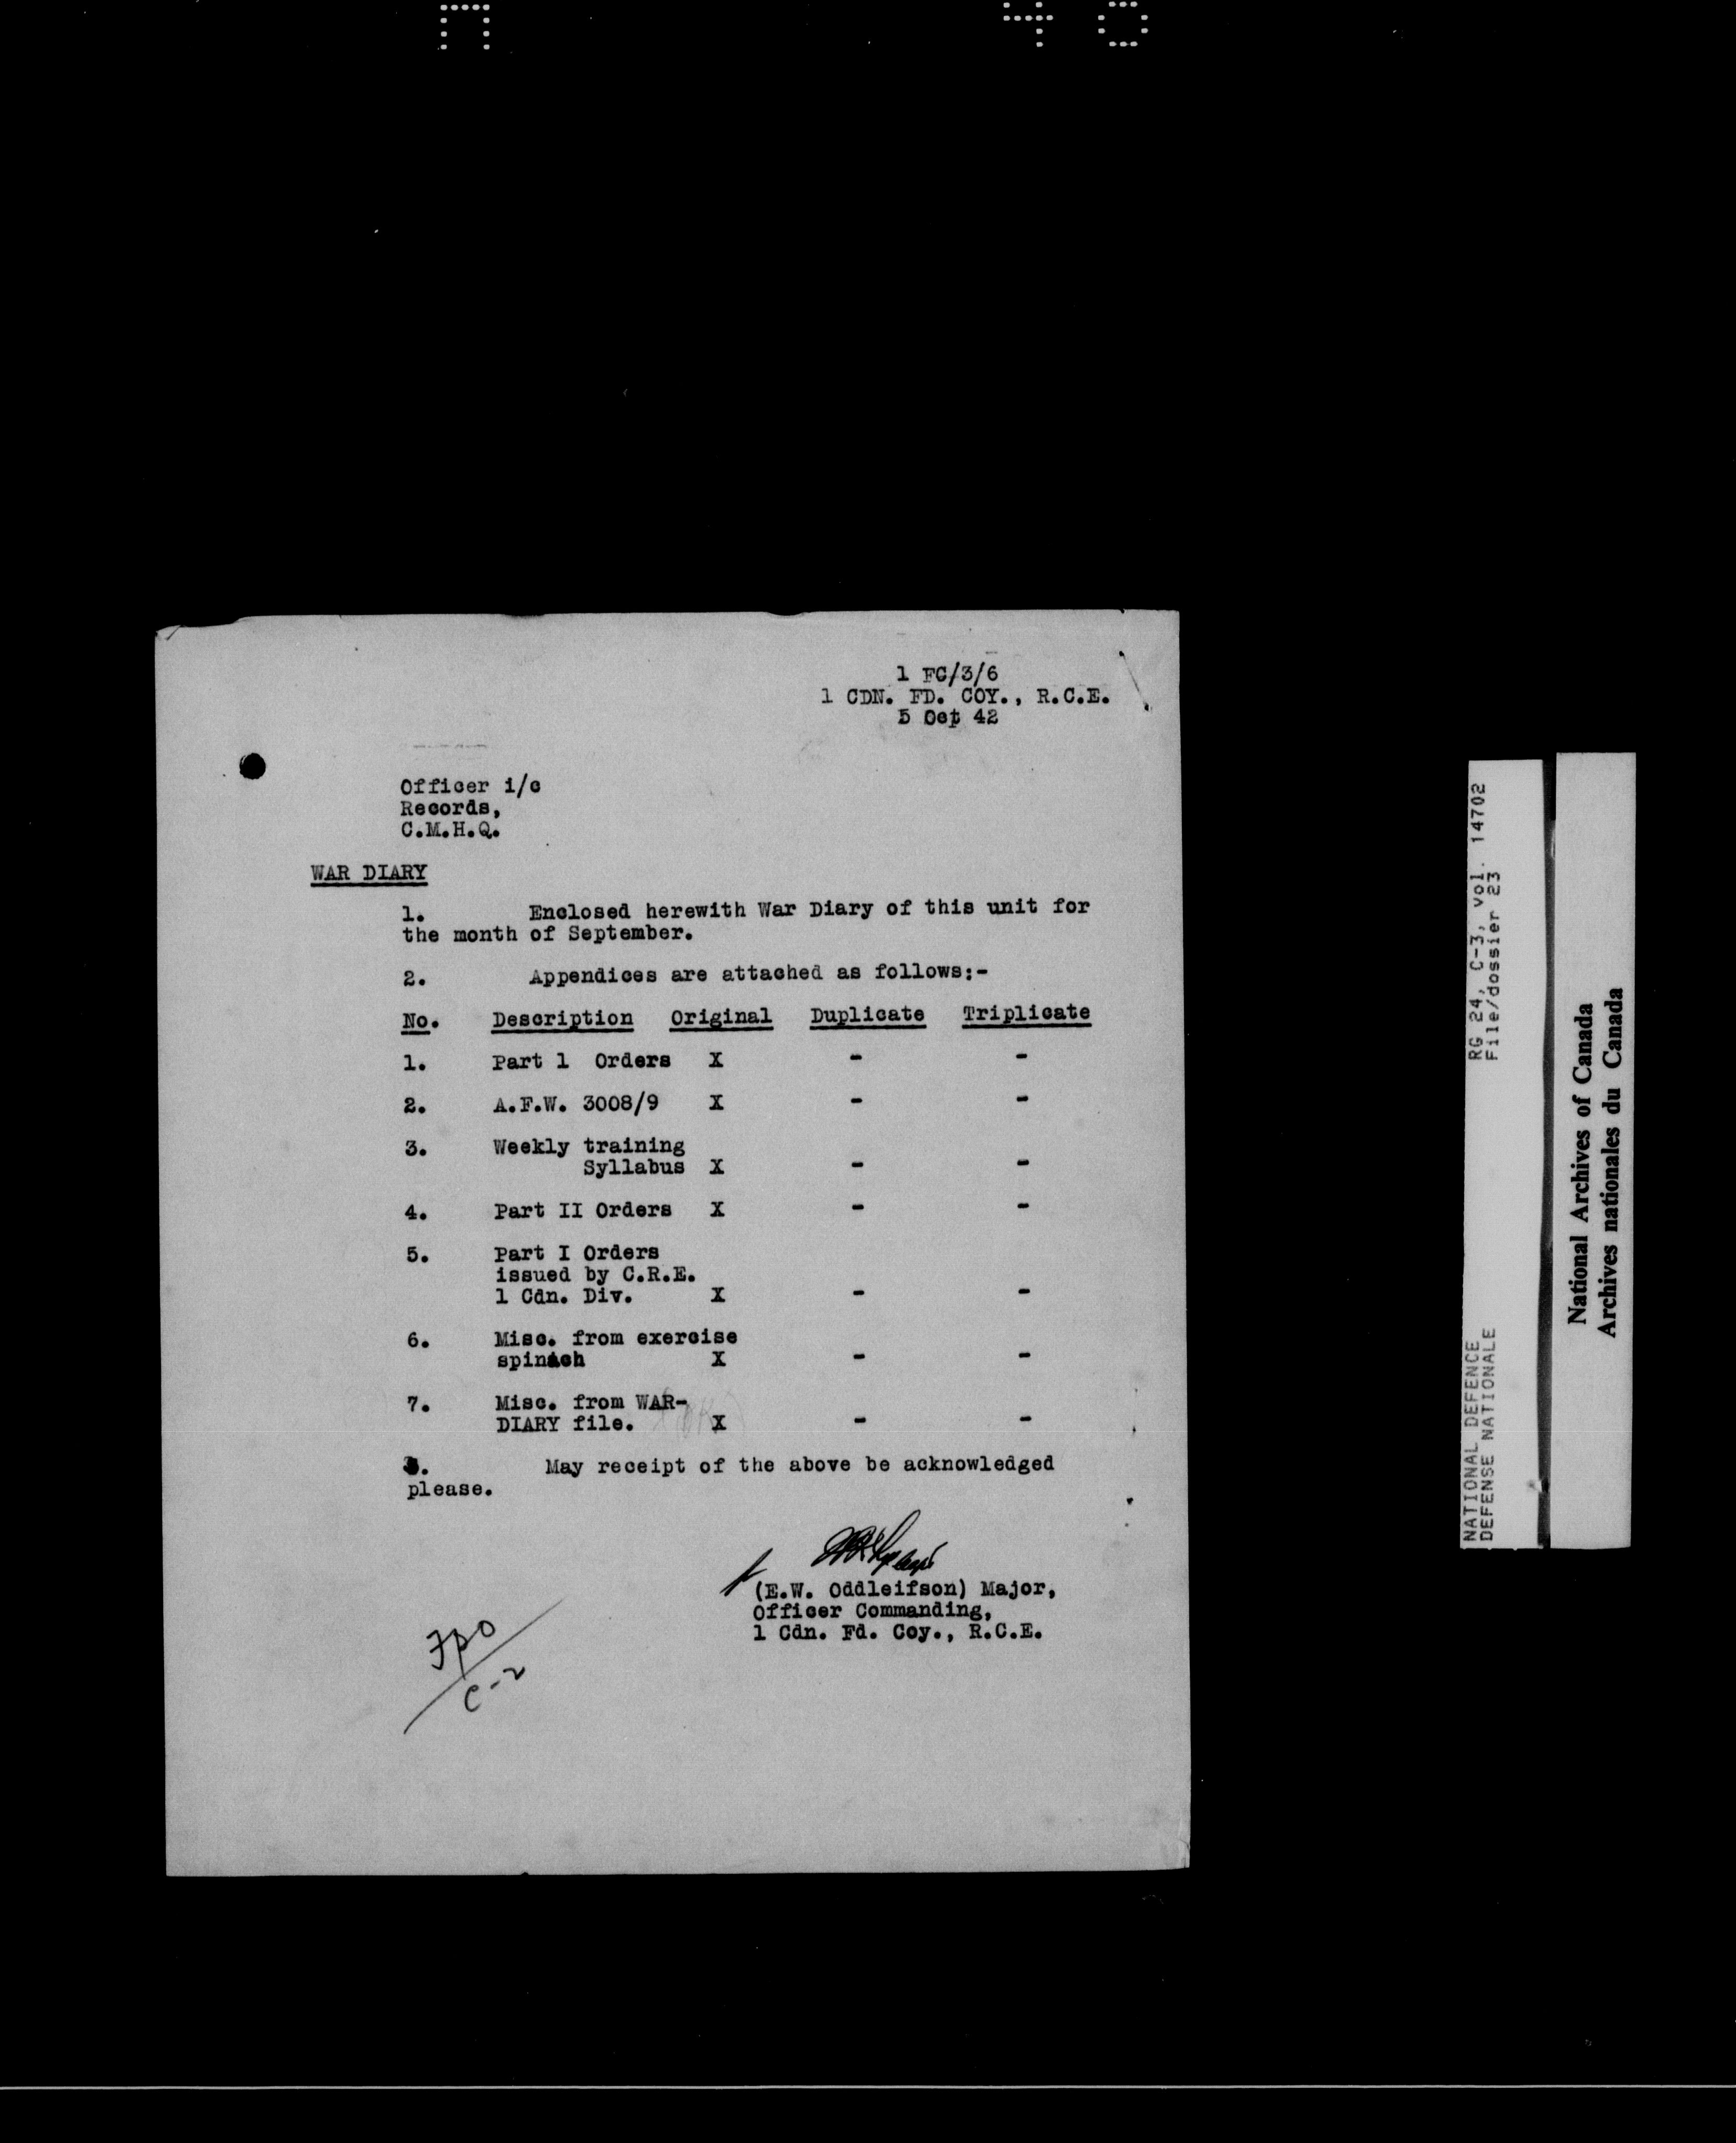 1 FC/3/6
1 CDN. FD. COY., R.C.E.
5 Oct 42
Officer i/c
Records,
C.M.H.Q.
WAR DIARY
1. Enclosed herewith War Diary of this unit for
the month of September.
2. Appendices are attached as follows:-
No. Description Original Duplicate Triplicate
1. Part 1 Orders X - -
2. A.F.W. 3008/9 X - -
3. Weekly training
Syllabus X - -
4. Part II Orders X - -
5. Part I Orders
issued by C.R.E.
1 Cdn. Div. X - -
6. Misc. from exercise
spinach X - -
7. Misc. from WAR-
DIARY file. X - -
3. May receipt of the above be acknowledged
please.
(E.W. Oddleifson) Major,
Officer Commanding,
1 Cdn. Fd. Coy., R.C.E.
C-2
NATIONAL DEFENCE RG 24, C-3, vol. 14702
DEFENSE NATIONALE File/dossier 23
National Archives of Canada
Archives nationales du Canada